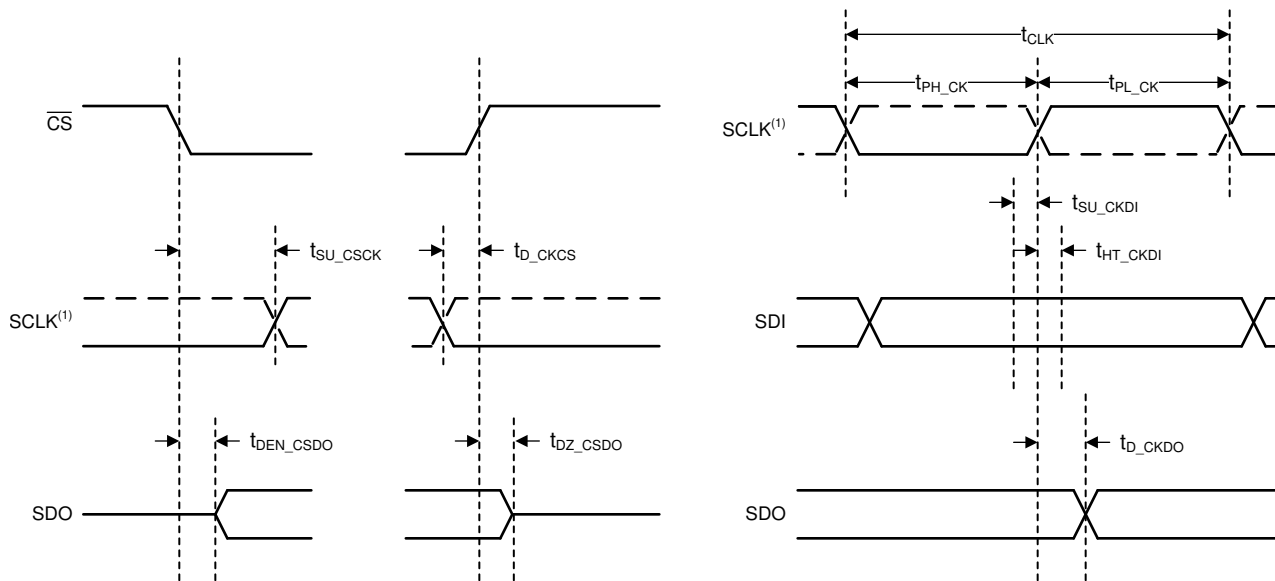 t_CLK
t_PH_CK
t_PL_CK
CS
SCLK(1)
t_SU_CKDI
t_SU_CSCK
t_D_CKCS
t_HT_CKDI
SCLK(1)
SDI
t_DEN_CSDO
t_DZ_CSDO
t_D_CKDO
SDO
SDO